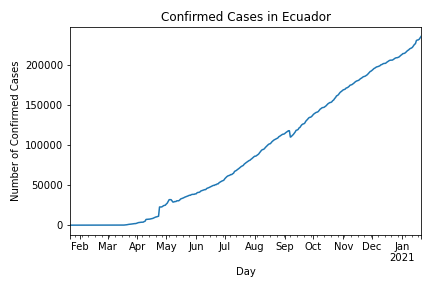 Confirmed Cases in Ecuador
Number of Confirmed Cases
200000
150000
100000
50000
0
Feb Mar Apr May Jun Jul Aug Sep Oct Nov Dec Jan
2021
Day